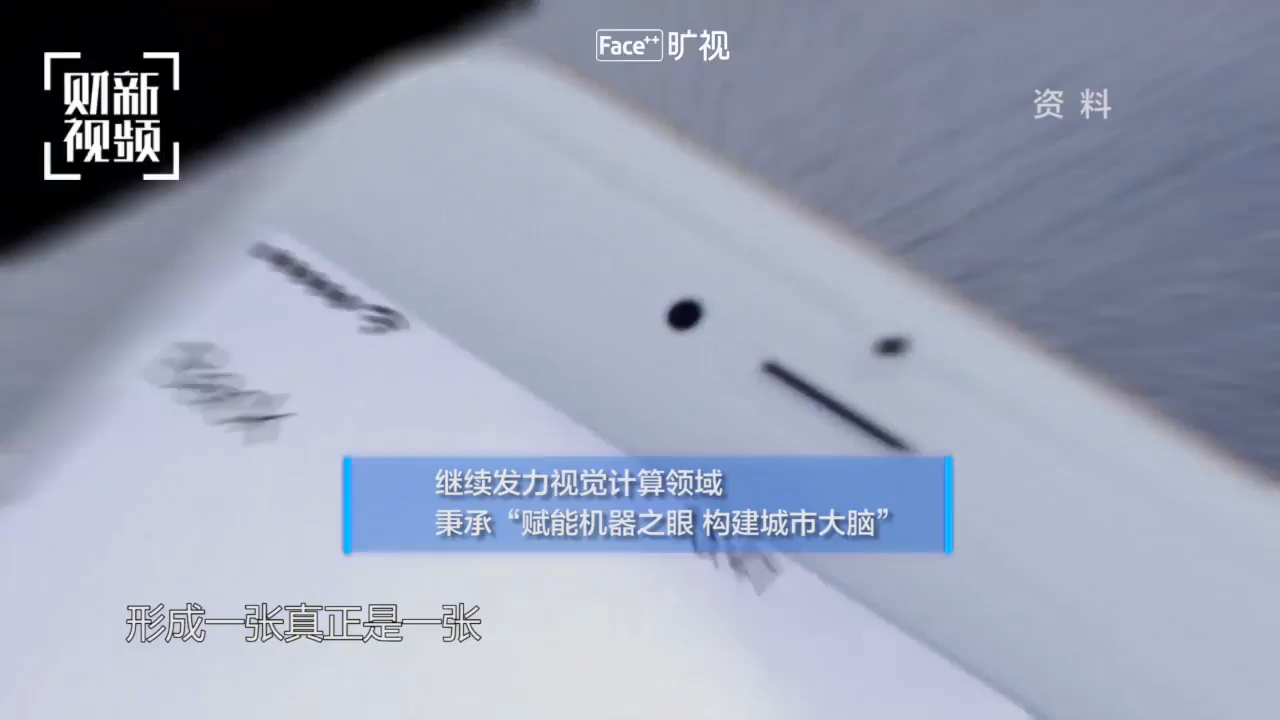 Face++ 旷视
财新
视频
资 料
继续发力视觉计算领域
秉承“赋能机器之眼 构建城市大脑”
形成一张真正是一张